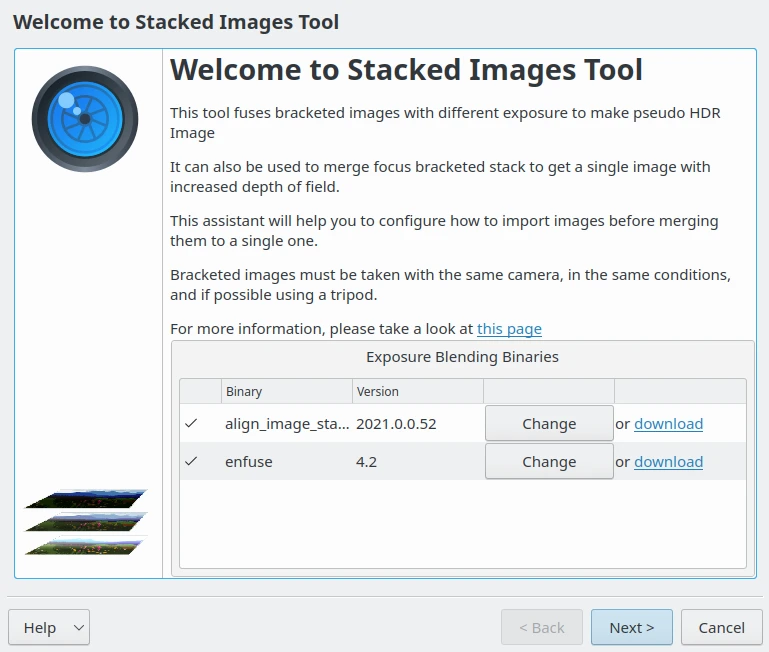 Welcome to Stacked Images Tool
Welcome to Stacked Images Tool
This tool fuses bracketed images with different exposure to make pseudo HDR
Image
It can also be used to merge focus bracketed stack to get a single image with
increased depth of field.
This assistant will help you to configure how to import images before merging
them to a single one.
Bracketed images must be taken with the same camera, in the same conditions,
and if possible using a tripod.
For more information, please take a look at this page
Exposure Blending Binaries
Binary Version
align_image_sta... 2021.0.0.52 Change or download
enfuse 4.2 Change or download
Help < Back Next > Cancel